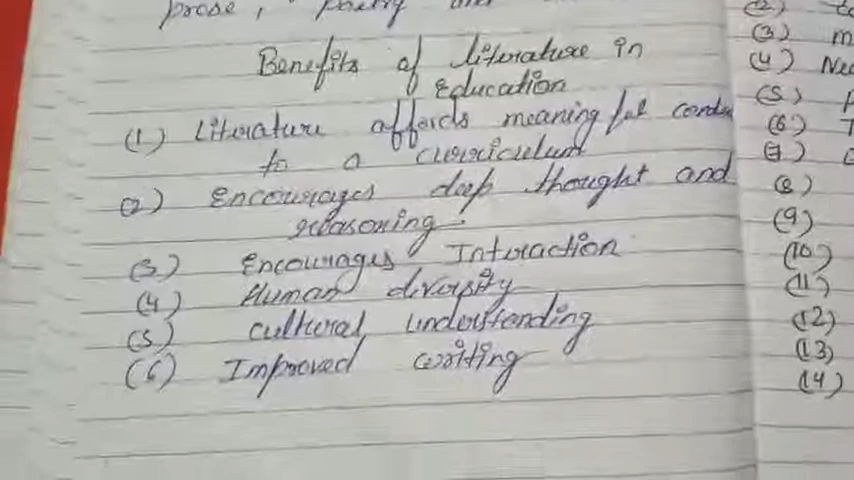 prose, Poetry
Benefits of literature in
Education
(1) Literature affords meaningful
to a curriculum
(2) Encourages deep thought and
reasoning.
(3) Encourages Interaction
(4) Human diversity
(5) cultural understanding
(6) Improved writing
(2)
(3) m
(4) Nee
(5)
(6) T
(7)
(8)
(9)
(10)
(11)
(12)
(13)
(14)